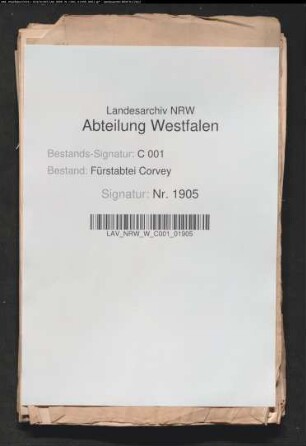 Landesarchiv NRW
Abteilung Westfalen
Bestands-Signatur: C 001
Bestand: Fürstabtei Corvey
Signatur: Nr. 1905
LAV_NRW_W_C001_01905